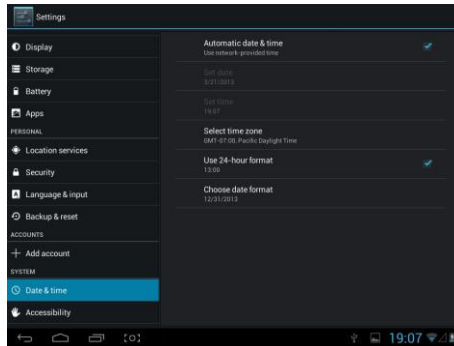 Settings
Display
Storage
Battery
Apps
PERSONAL
Location services
Security
Language & input
Backup & reset
ACCOUNTS
Add account
SYSTEM
Date & time
Accessibility
Automatic date & time
Use network-provided time
Set date
3/21/2013
Set time
19:07
Select time zone
GMT-07:00, Pacific Daylight Time
Use 24-hour format
13:00
Choose date format
12/31/2013
19:07